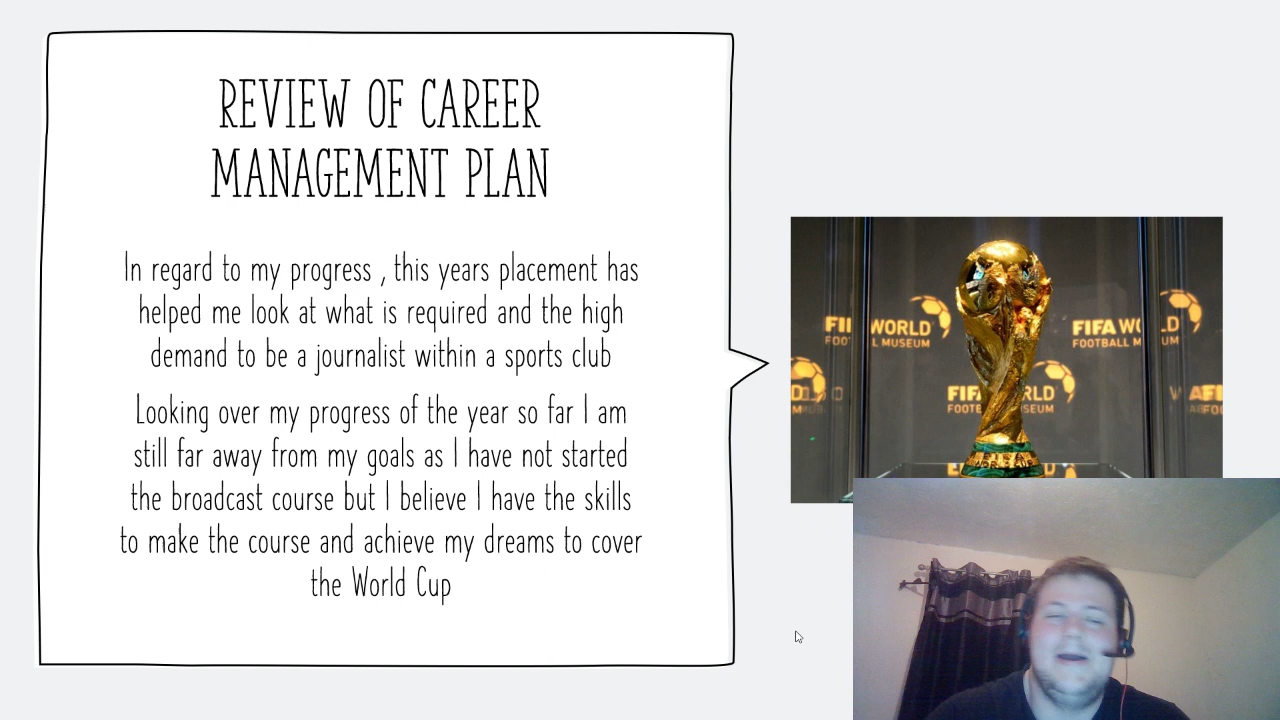 REVIEW OF CAREER
MANAGEMENT PLAN
In regard to my progress , this years placement has
helped me look at what is required and the high
demand to be a journalist within a sports club
Looking over my progress of the year so far I am
still far away from my goals as I have not started
the broadcast course but I believe I have the skills
to make the course and achieve my dreams to cover
the World Cup
WORLD
MUSEUM
FIFA
FOOTBALL